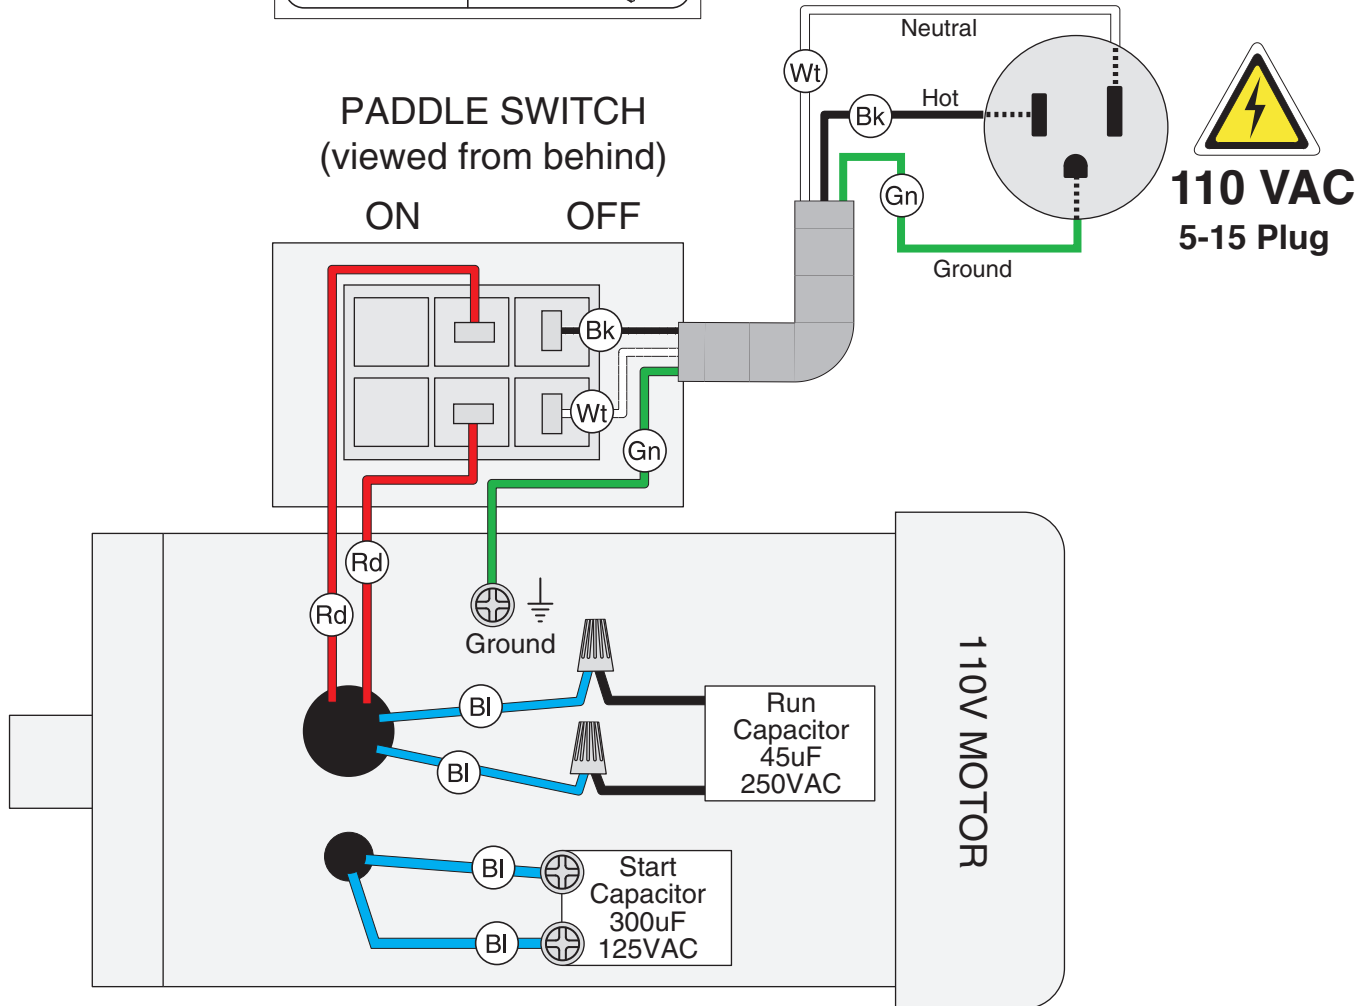 Neutral
Wt
Hot
Bk
PADDLE SWITCH
(viewed from behind)
110 VAC
5-15 Plug
Gn
ON OFF
Ground
Bk
Wt
Gn
Rd
Rd
Ground
Bl
Bl
Run
Capacitor
45uF
250VAC
110V MOTOR
Bl
Bl
Start
Capacitor
300uF
125VAC